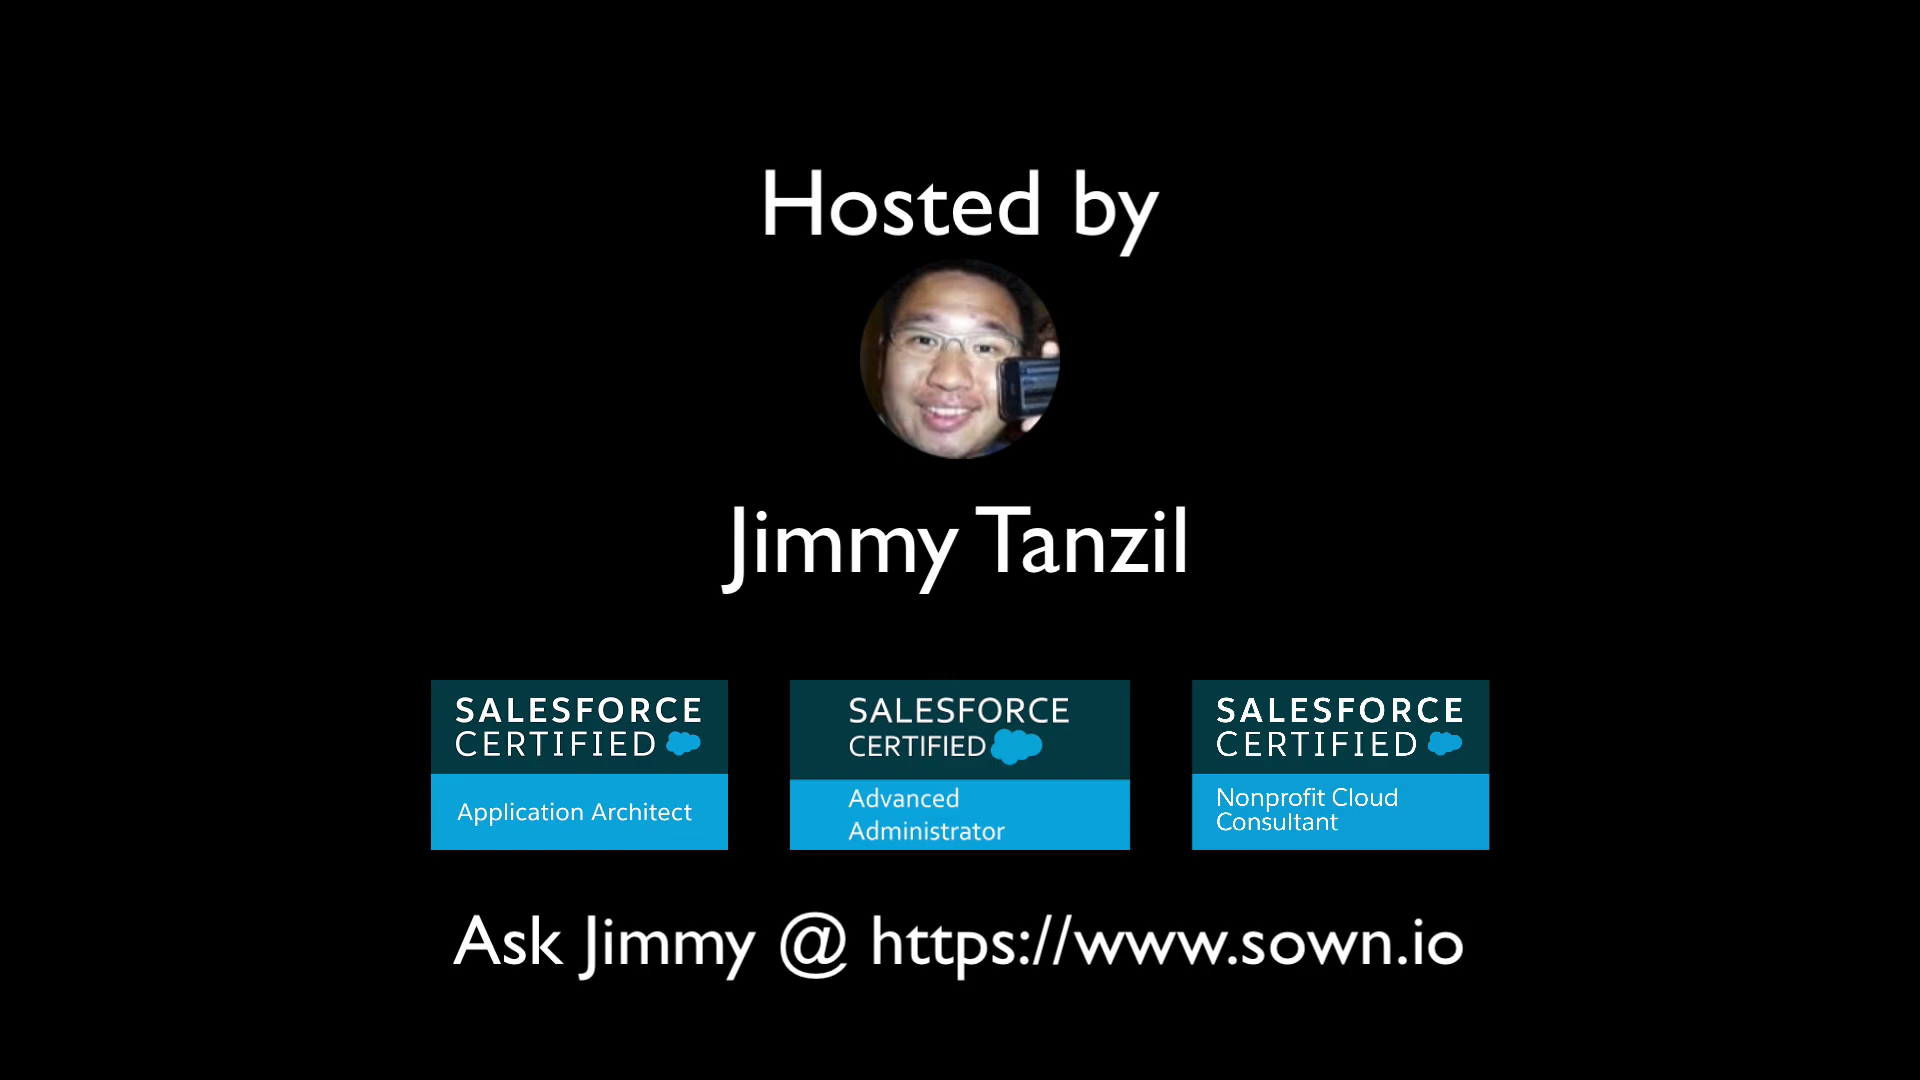 Hosted by
Jimmy Tanzil
SALESFORCE
CERTIFIED
Application Architect
SALESFORCE
CERTIFIED
Advanced
Administrator
SALESFORCE
CERTIFIED
Nonprofit Cloud
Consultant
Ask Jimmy @ https://www.sown.io